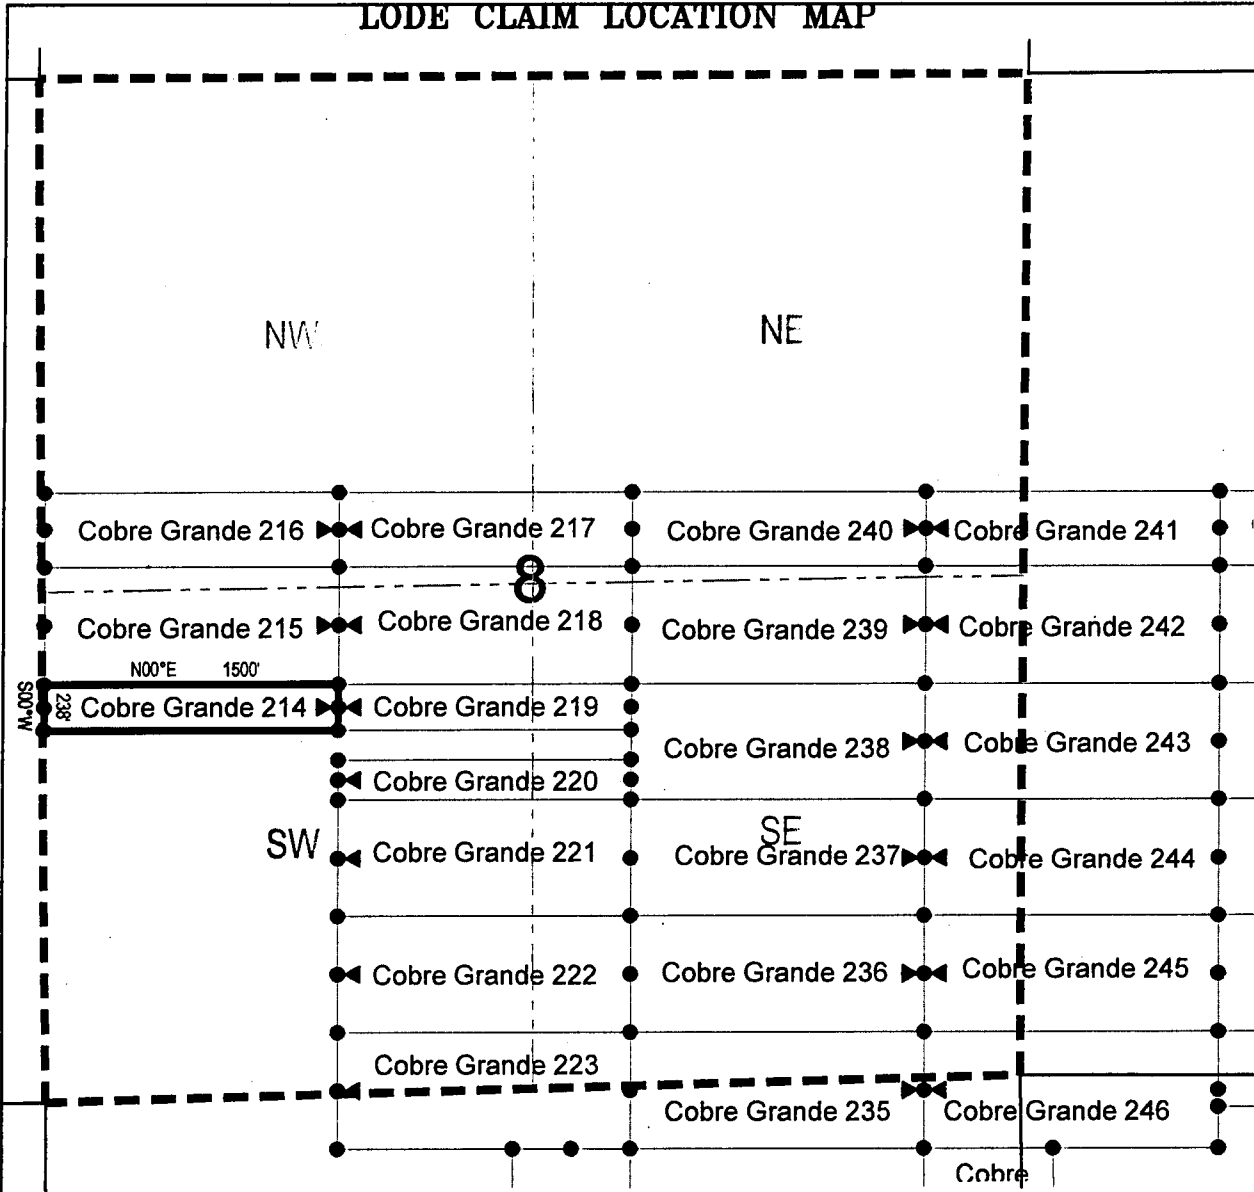 LODE CLAIM LOCATION MAP
NW
NE
Cobre Grande 216
Cobre Grande 217
Cobre Grande 240
Cobre Grande 241
8
Cobre Grande 215
Cobre Grande 218
Cobre Grande 239
Cobre Grande 242
N00°E 1500'
S00°W
238'
Cobre Grande 214
Cobre Grande 219
Cobre Grande 238
Cobre Grande 243
Cobre Grande 220
SW
SE
Cobre Grande 221
Cobre Grande 237
Cobre Grande 244
Cobre Grande 222
Cobre Grande 236
Cobre Grande 245
Cobre Grande 223
Cobre Grande 235
Cobre Grande 246
Cobre